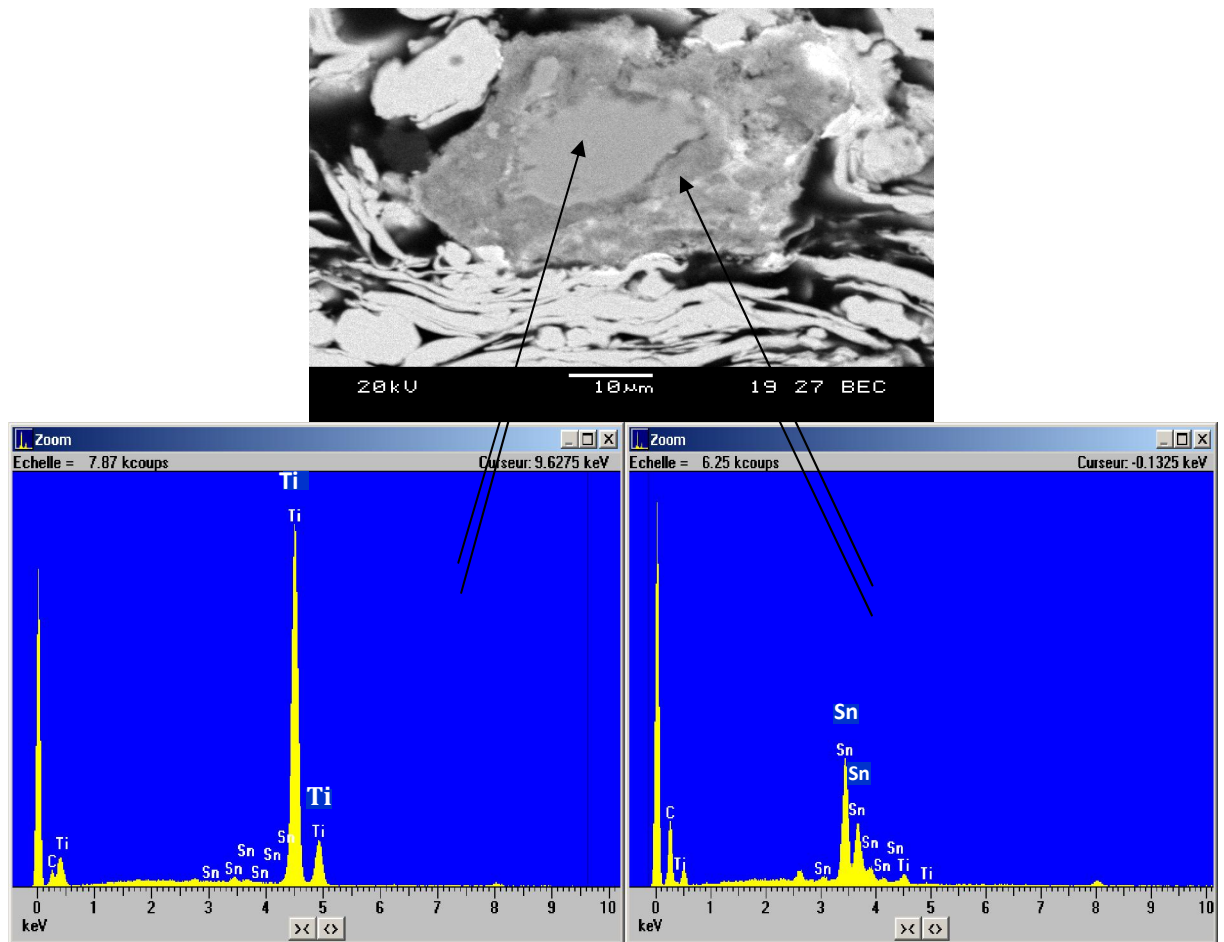 20kV 10µm 19 27 BEC
Zoom
Echelle = 7.87 kcoups Curseur: 9.6275 keV
Ti
Ti
Ti
Ti
Sn
Sn
Sn
C Ti
Sn Sn Sn
0 1 2 3 4 5 6 7 8 9 10
keV
>< <>
Zoom
Echelle = 6.25 kcoups Curseur: -0.1325 keV
Sn
Sn
Sn
Sn
C
Sn Sn
Ti Sn Sn Ti Ti
0 1 2 3 4 5 6 7 8 9 10
keV
>< <>